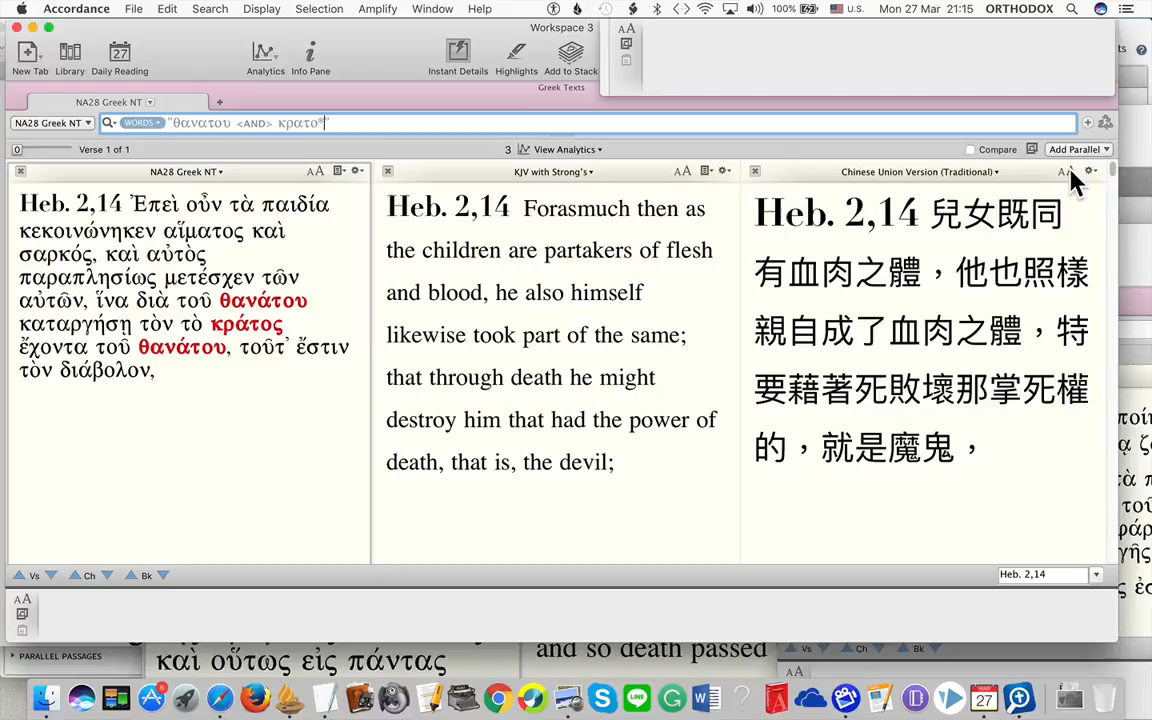 Accordance File Edit Search Display Selection Amplify Window Help 100% U.S. Mon 27 Mar 21:15 ORTHODOX
Workspace 3
New Tab Library Daily Reading Analytics Info Pane Instant Details Highlights Add to Stack
27
Greek Texts
NA28 Greek NT
NA28 Greek NT WORDS "θανατου <AND> κρατο*"
0 Verse 1 of 1 3 View Analytics Compare Add Parallel
NA28 Greek NT
Heb. 2,14 Ἐπεὶ οὖν τὰ παιδία
κεκοινώνηκεν αἵματος καὶ
σαρκός, καὶ αὐτὸς
παραπλησίως μετέσχεν τῶν
αὐτῶν, ἵνα διὰ τοῦ θανάτου
καταργήσῃ τὸν τὸ κράτος
ἔχοντα τοῦ θανάτου, τοῦτ’ ἔστιν
τὸν διάβολον,
KJV with Strong's
Heb. 2,14 Forasmuch then as
the children are partakers of flesh
and blood, he also himself
likewise took part of the same;
that through death he might
destroy him that had the power of
death, that is, the devil;
Chinese Union Version (Traditional)
Heb. 2,14 兒女既同
有血肉之體，他也照樣
親自成了血肉之體，特
要藉著死敗壞那掌死權
的，就是魔鬼，
Vs Ch Bk Heb. 2,14
AA
PARALLEL PASSAGES
καὶ οὕτως εἰς πάντας
and so death passed
Vs Ch Bk
AA
MAR
27